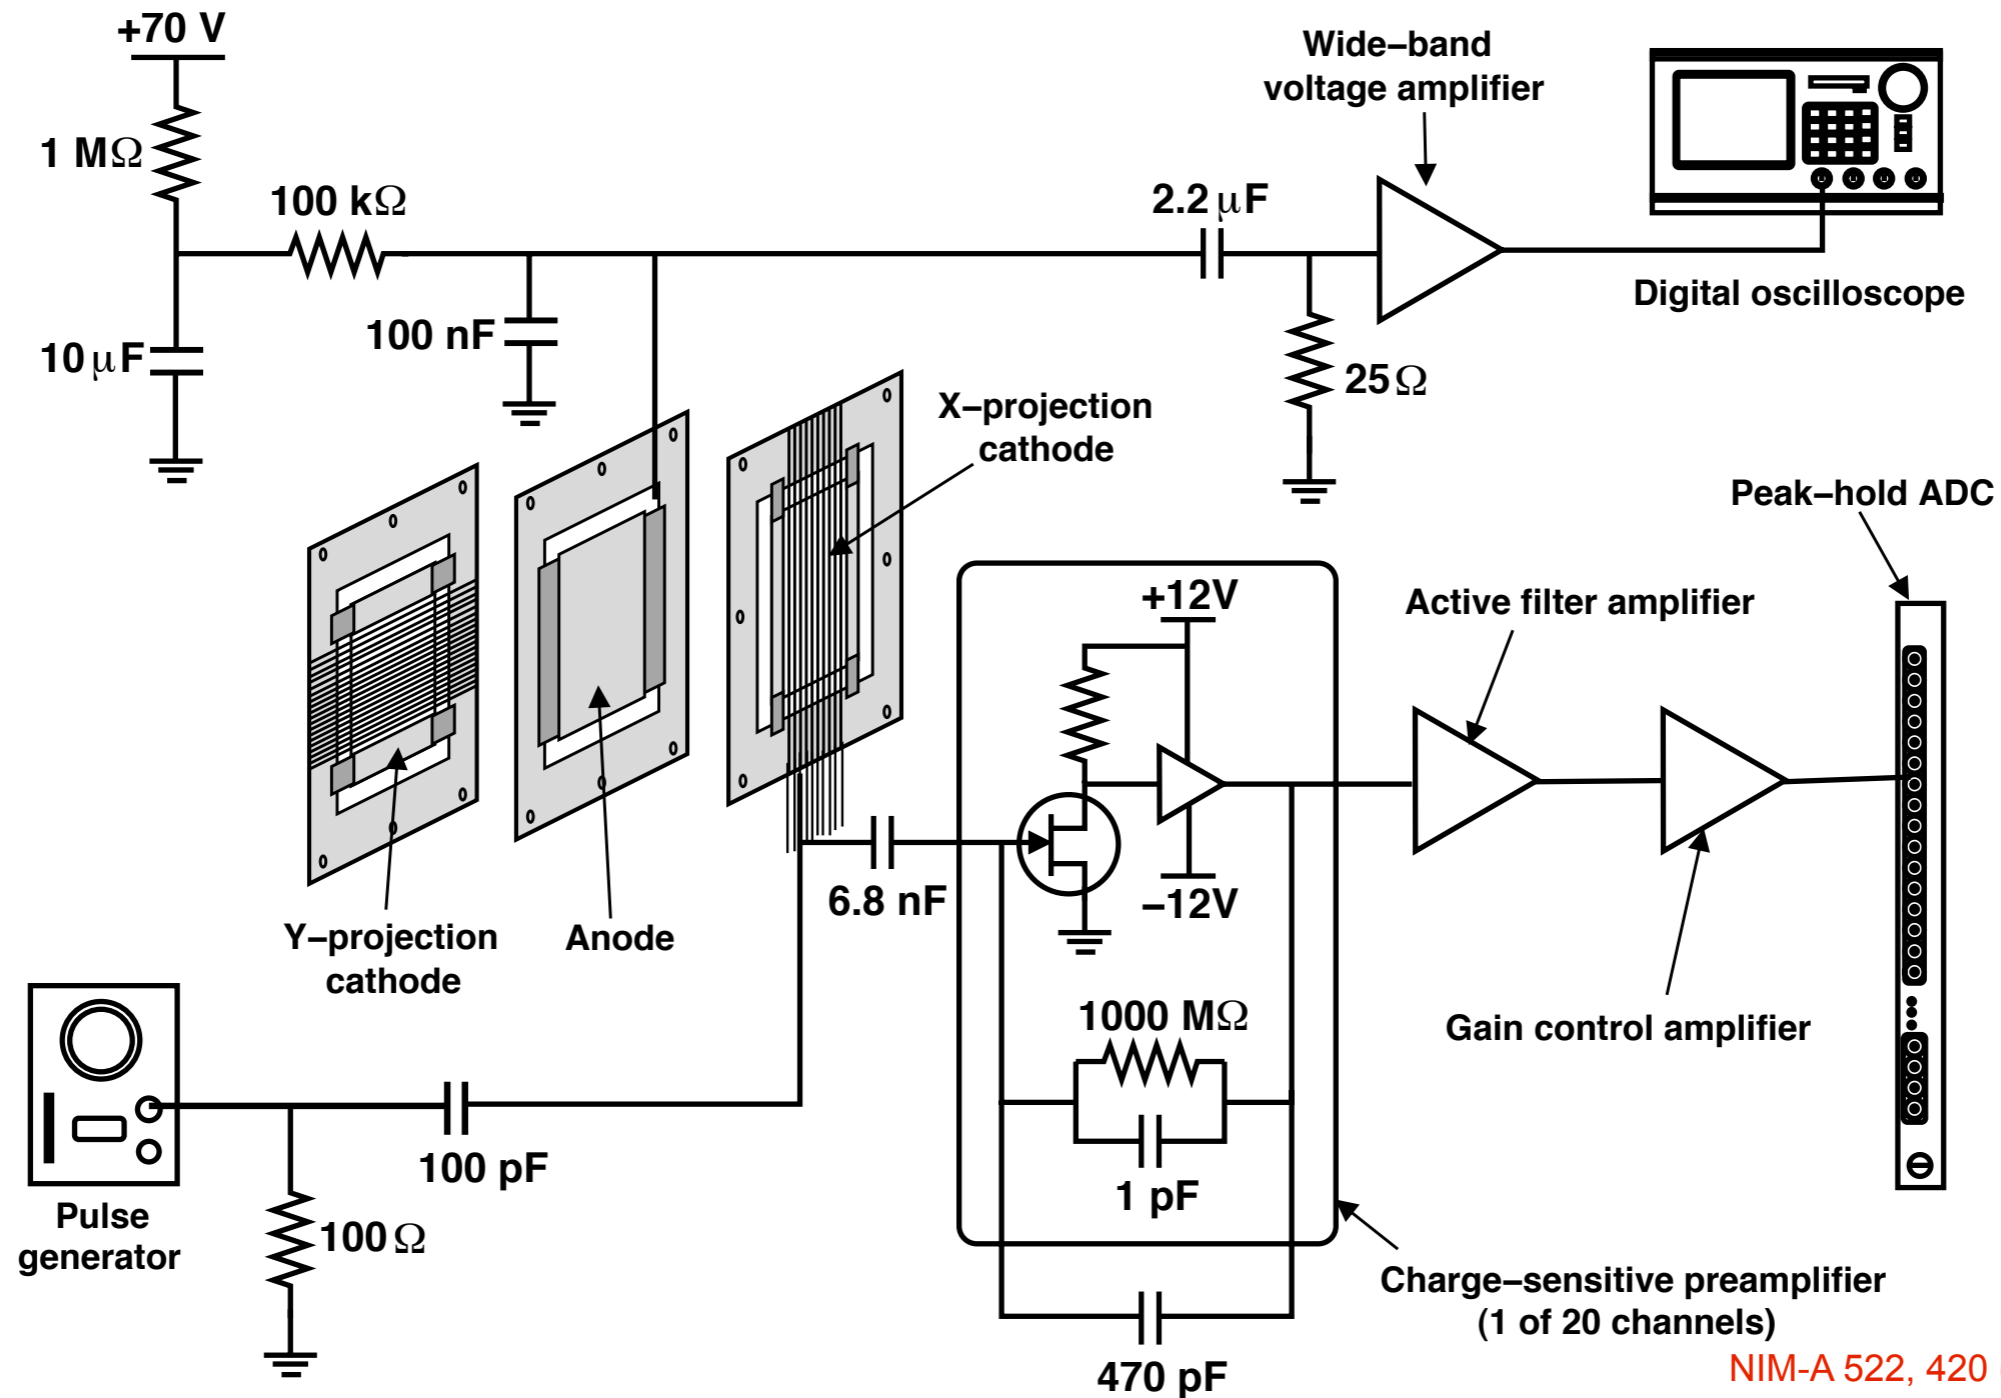 +70 V
1 MΩ
100 kΩ
10 μF
100 nF
2.2 μF
25 Ω
Wide–band
voltage amplifier
Digital oscilloscope
X–projection
cathode
Peak–hold ADC
+12V
Active filter amplifier
6.8 nF
–12V
Y–projection
cathode
Anode
1000 MΩ
Gain control amplifier
100 pF
1 pF
Pulse
generator
100 Ω
Charge–sensitive preamplifier
(1 of 20 channels)
470 pF
NIM-A 522, 420